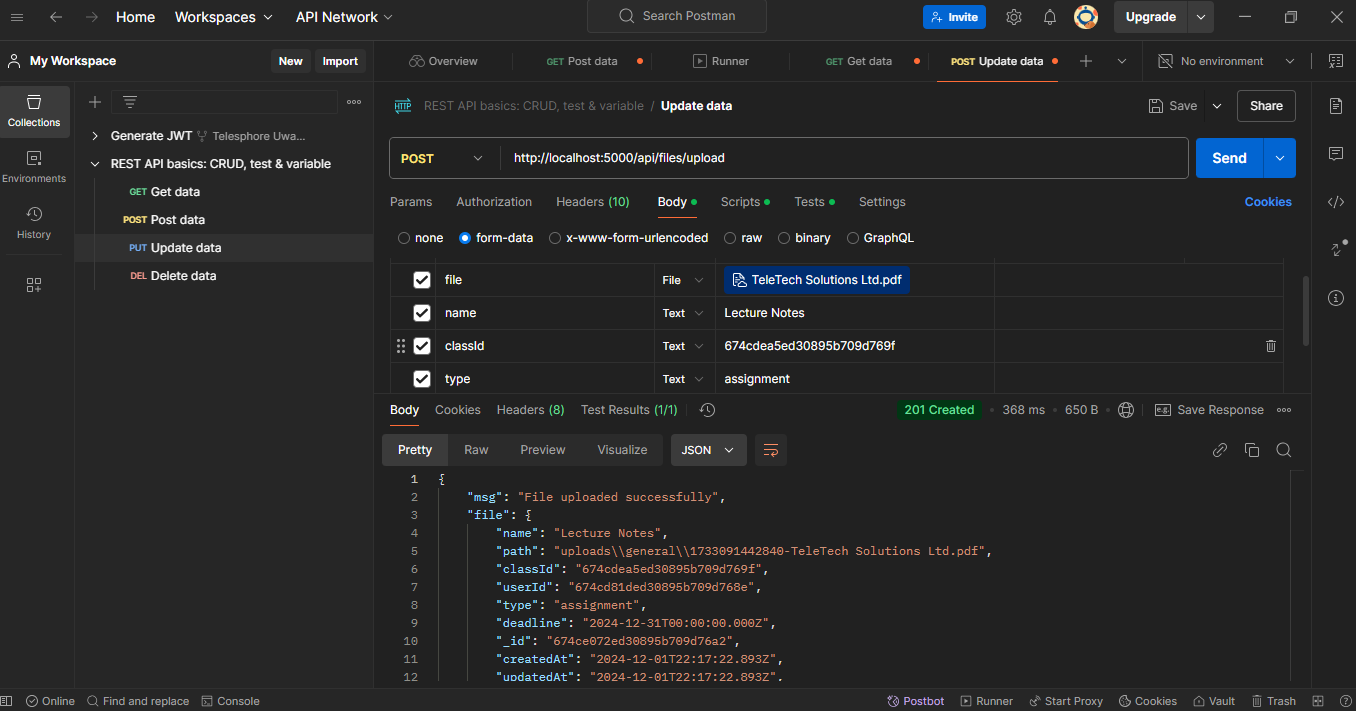 Home Workspaces API Network Search Postman Invite Upgrade
My Workspace New Import Overview GET Post data Runner GET Get data POST Update data No environment
Collections
Environments
History
Generate JWT Telesphore Uwa...
REST API basics: CRUD, test & variable
GET Get data
POST Post data
PUT Update data
DEL Delete data
HTTP REST API basics: CRUD, test & variable / Update data Save Share
POST http://localhost:5000/api/files/upload Send
Params Authorization Headers (10) Body Scripts Tests Settings Cookies
none form-data x-www-form-urlencoded raw binary GraphQL
file File TeleTech Solutions Ltd.pdf
name Text Lecture Notes
classId Text 674cdea5ed30895b709d769f
type Text assignment
Body Cookies Headers (8) Test Results (1/1) 201 Created 368 ms 650 B e.g. Save Response
Pretty Raw Preview Visualize JSON
1 {
2 "msg": "File uploaded successfully",
3 "file": {
4 "name": "Lecture Notes",
5 "path": "uploads\\general\\1733091442840-TeleTech Solutions Ltd.pdf",
6 "classId": "674cdea5ed30895b709d769f",
7 "userId": "674cd81ded30895b709d768e",
8 "type": "assignment",
9 "deadline": "2024-12-31T00:00:00.000Z",
10 "_id": "674ce072ed30895b709d76a2",
11 "createdAt": "2024-12-01T22:17:22.893Z",
12 "updatedAt": "2024-12-01T22:17:22.893Z",
Online Find and replace Console Postbot Runner Start Proxy Cookies Vault Trash